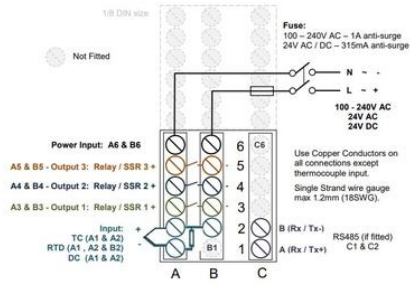 1/8 DIN size
Fuse:
100 - 240V AC – 1A anti-surge
24V AC / DC – 315mA anti-surge
Not Fitted
N ~ -
L ~ +
100 - 240V AC
24V AC
24V DC
Power Input: A6 & B6
6
C6
A5 & B5 - Output 3: Relay / SSR 3 +
-
5
A4 & B4 - Output 2: Relay / SSR 2 +
-
4
A3 & B3 - Output 1: Relay / SSR 1 +
-
3
Use Copper Conductors on
all connections except
thermocouple input.
Single Strand wire gauge
max 1.2mm (18SWG).
Input: +
TC (A1 & A2)
RTD (A1 , A2 & B2)
DC (A1 & A2) -
2
B (Rx / Tx-)
B1
1
A (Rx / Tx+)
RS485 (if fitted)
C1 & C2
A B C